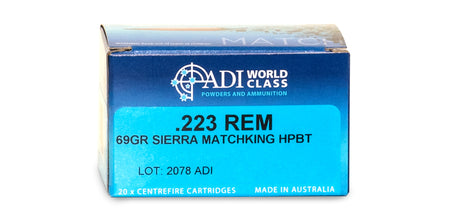 MATCH
ADI WORLD CLASS
POWDERS AND AMMUNITION
.223 REM
69GR SIERRA MATCHKING HPBT
LOT: 2078 ADI
20 x CENTREFIRE CARTRIDGES MADE IN AUSTRALIA